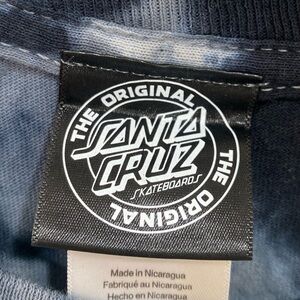 THE ORIGINAL
SANTA
CRUZ
SKATEBOARDS
THE ORIGINAL
Made in Nicaragua
Fabriqué au Nicaragua
Hecho en Nicaragua